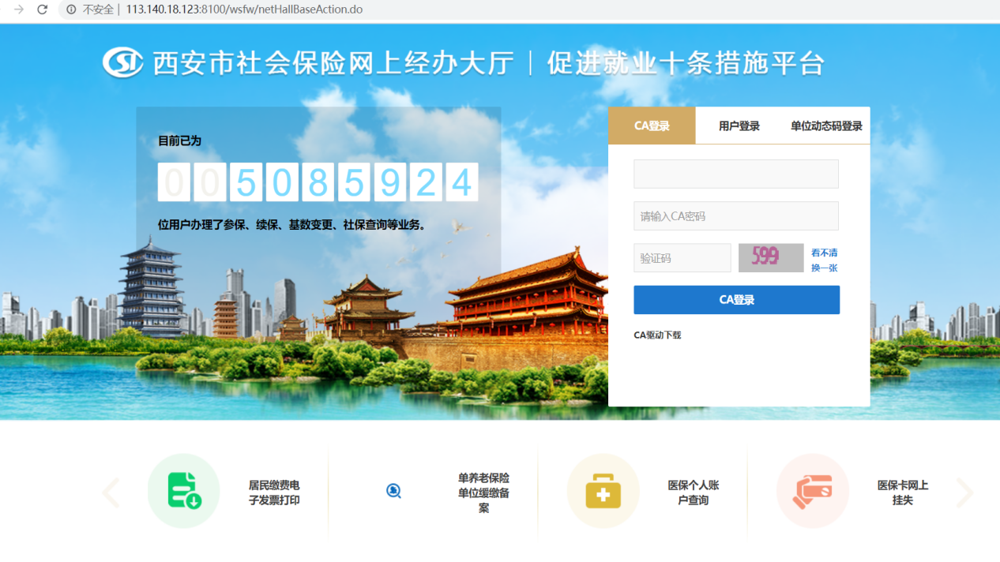 不安全 | 113.140.18.123:8100/wsfw/netHallBaseAction.do
西安市社会保险网上经办大厅｜促进就业十条措施平台
目前已为
005085924
位用户办理了参保、续保、基数变更、社保查询等业务。
CA登录 用户登录 单位动态码登录
请输入CA密码
验证码 599 看不清
换一张
CA登录
CA驱动下载
居民缴费电
子发票打印
单养老保险
单位缓缴备
案
医保个人账
户查询
医保卡网上
挂失